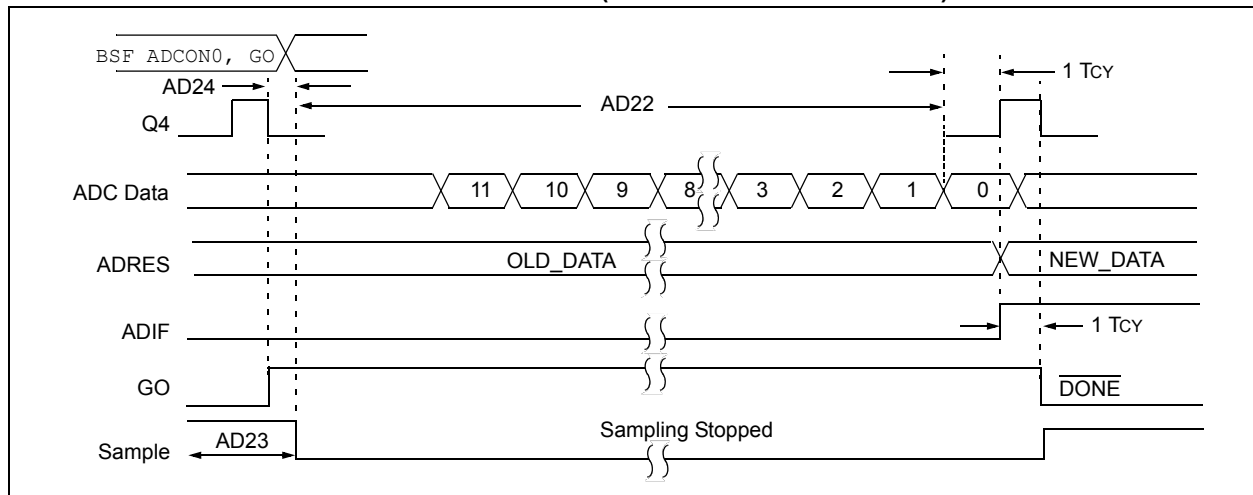 BSF ADCON0, GO
1 TCY
AD24
AD22
Q4
ADC Data
11 10 9 8 3 2 1 0
ADRES
OLD_DATA
NEW_DATA
ADIF
1 TCY
GO
DONE
Sampling Stopped
AD23
Sample